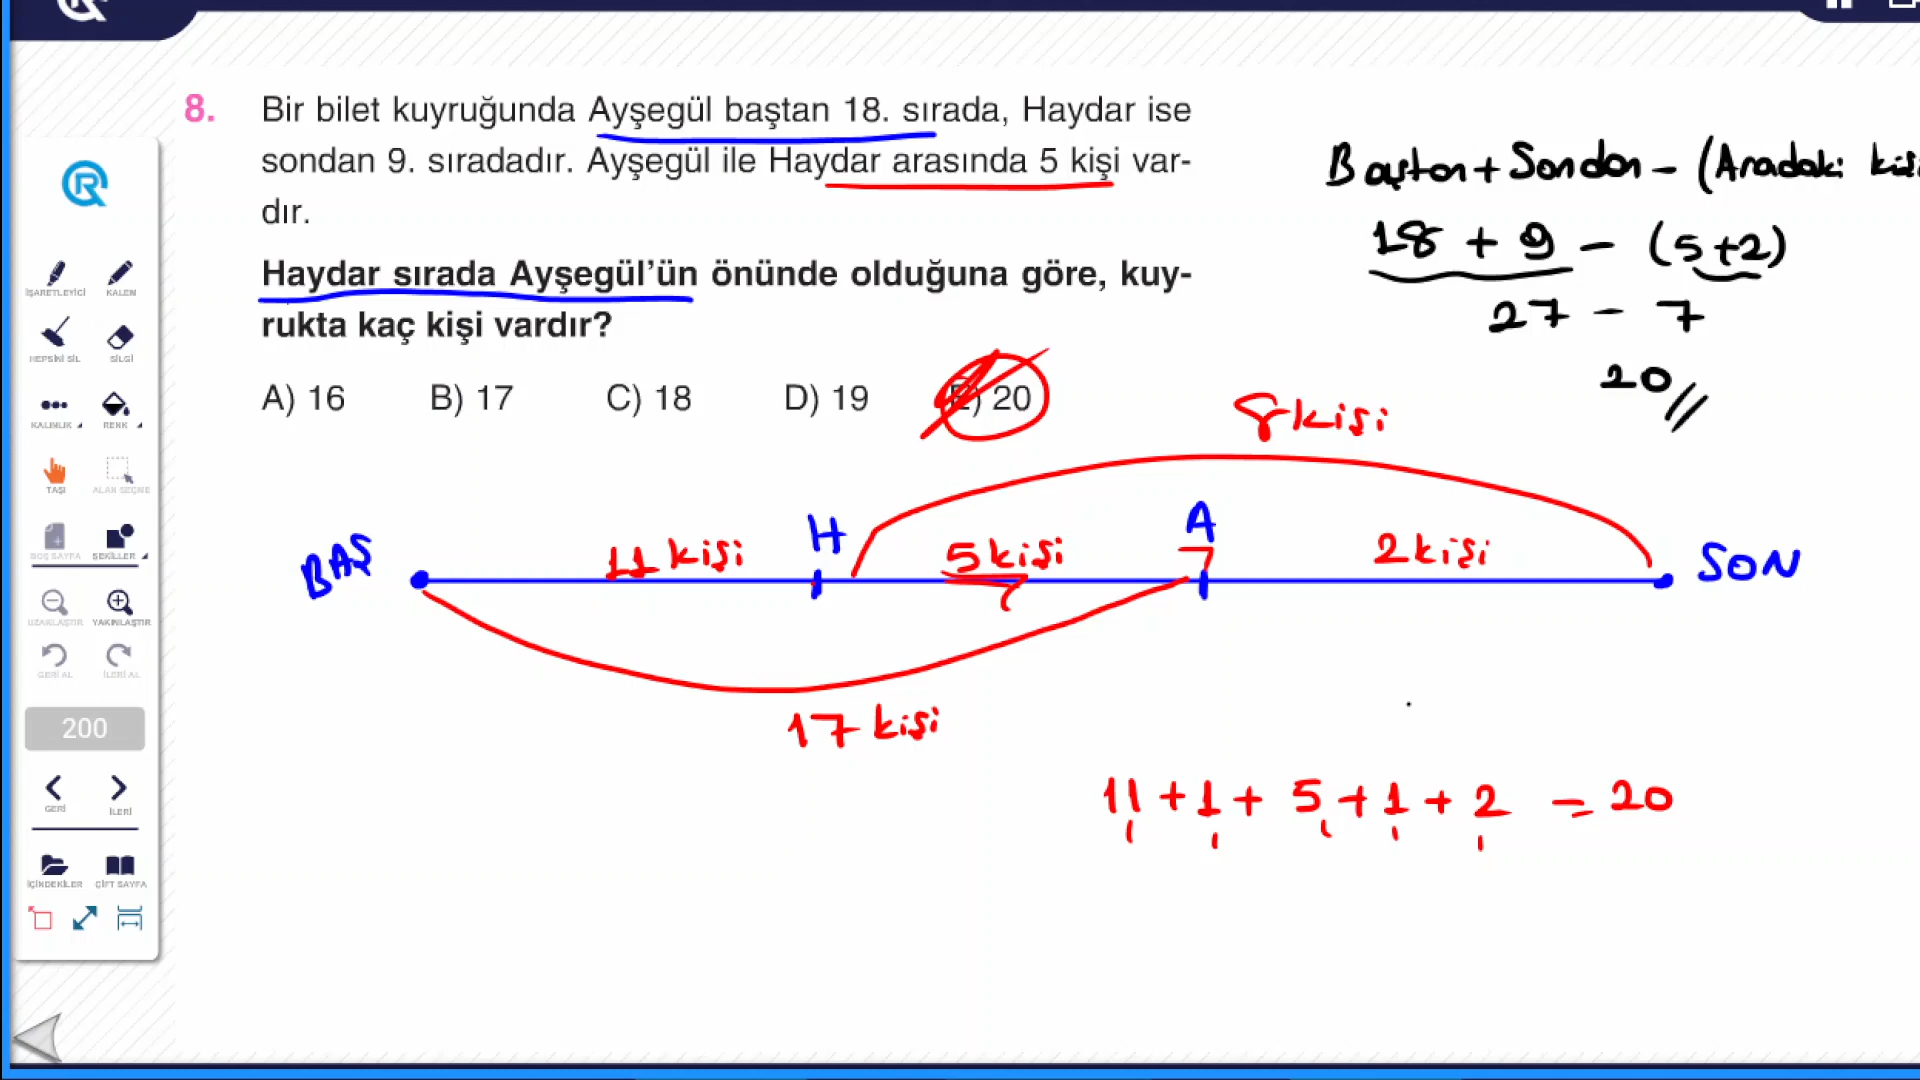 8. Bir bilet kuyruğunda Ayşegül baştan 18. sırada, Haydar ise
sondan 9. sıradadır. Ayşegül ile Haydar arasında 5 kişi var-
dır.
Haydar sırada Ayşegül'ün önünde olduğuna göre, kuy-
rukta kaç kişi vardır?
A) 16 B) 17 C) 18 D) 19 E) 20
Baştan + Sondan - (Aradaki kişi
18 + 9 - (5+2)
27 - 7
20//
8 kişi
BAŞ 11 kişi H 5 kişi A 2 kişi SON
17 kişi
11 + 1 + 5 + 1 + 2 = 20
R
İŞARETLEYİCİ KALEM
HEPSİNİ SİL SİLGİ
KALINLIK RENK
TAŞI ALAN SEÇME
BOŞ SAYFA ŞEKİLLER
UZAKLAŞTIR YAKINLAŞTIR
GERİ AL İLERİ AL
200
GERİ İLERİ
İÇİNDEKİLER ÇİFT SAYFA